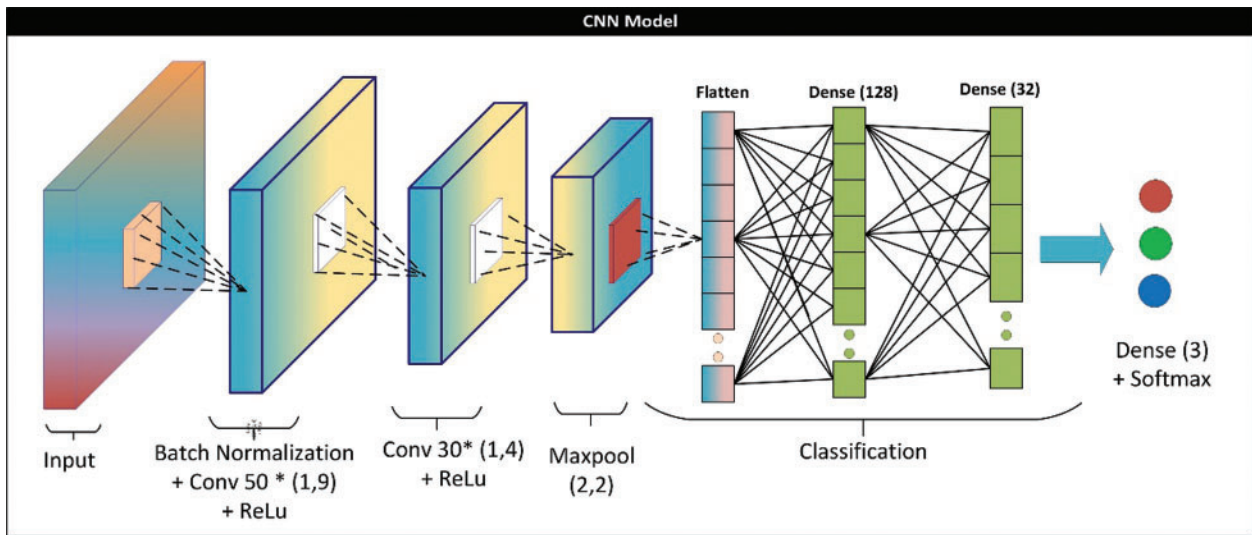 CNN Model
Flatten
Dense (128)
Dense (32)
Input
Batch Normalization
+ Conv 50 * (1,9)
+ ReLu
Conv 30* (1,4)
+ ReLu
Maxpool
(2,2)
Classification
Dense (3)
+ Softmax